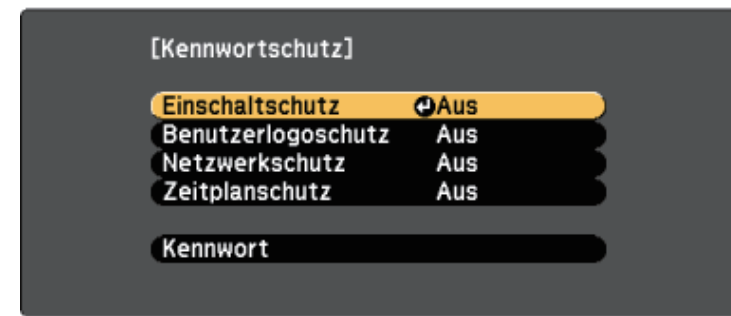 [Kennwortschutz]
Einschaltschutz Aus
Benutzerlogoschutz Aus
Netzwerkschutz Aus
Zeitplanschutz Aus
Kennwort